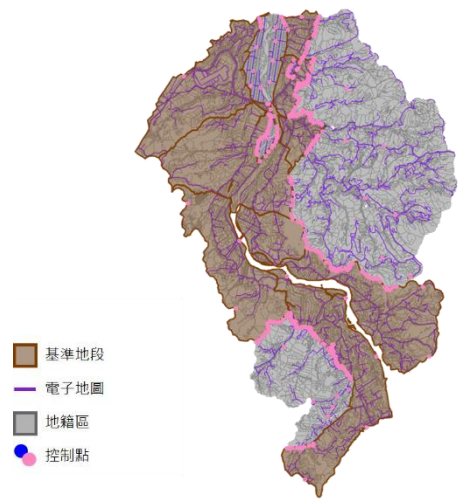 基準地段
電子地圖
地籍區
控制點